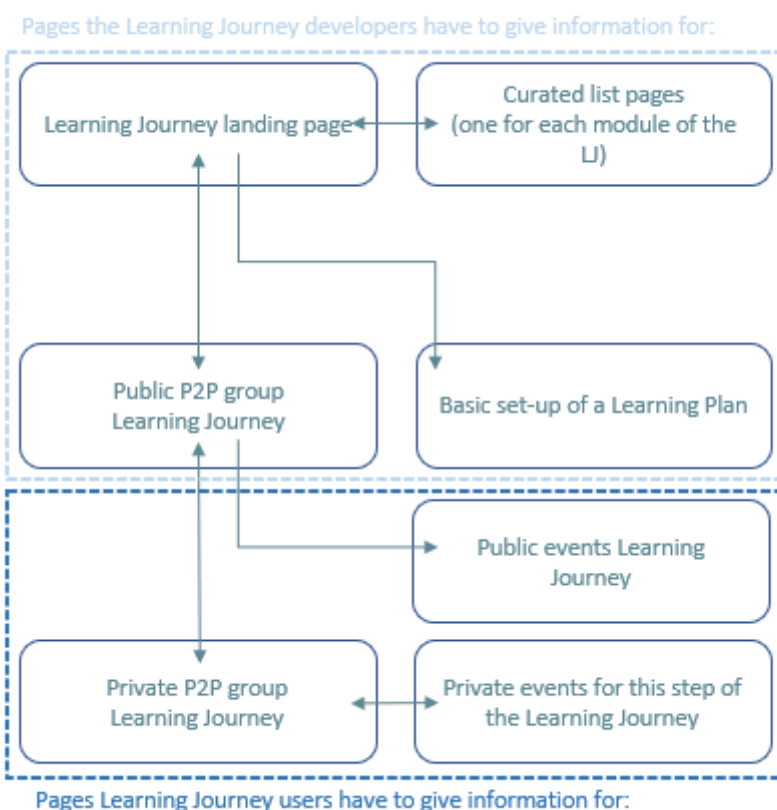 Pages the Learning Journey developers have to give information for:
Learning Journey landing page
Curated list pages
(one for each module of the
LJ)
Public P2P group
Learning Journey
Basic set-up of a Learning Plan
Public events Learning
Journey
Private P2P group
Learning Journey
Private events for this step of
the Learning Journey
Pages Learning Journey users have to give information for: